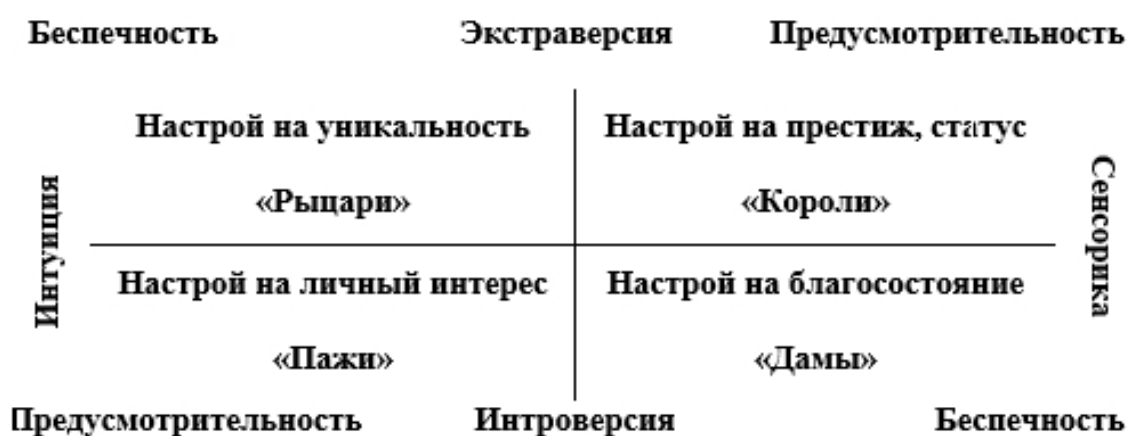 Беспечность Экстраверсия Предусмотрительность
Настрой на уникальность Настрой на престиж, статус
«Рыцари» «Короли»
Интуиция
Сенсорика
Настрой на личный интерес Настрой на благосостояние
«Пажи» «Дамы»
Предусмотрительность Интроверсия Беспечность